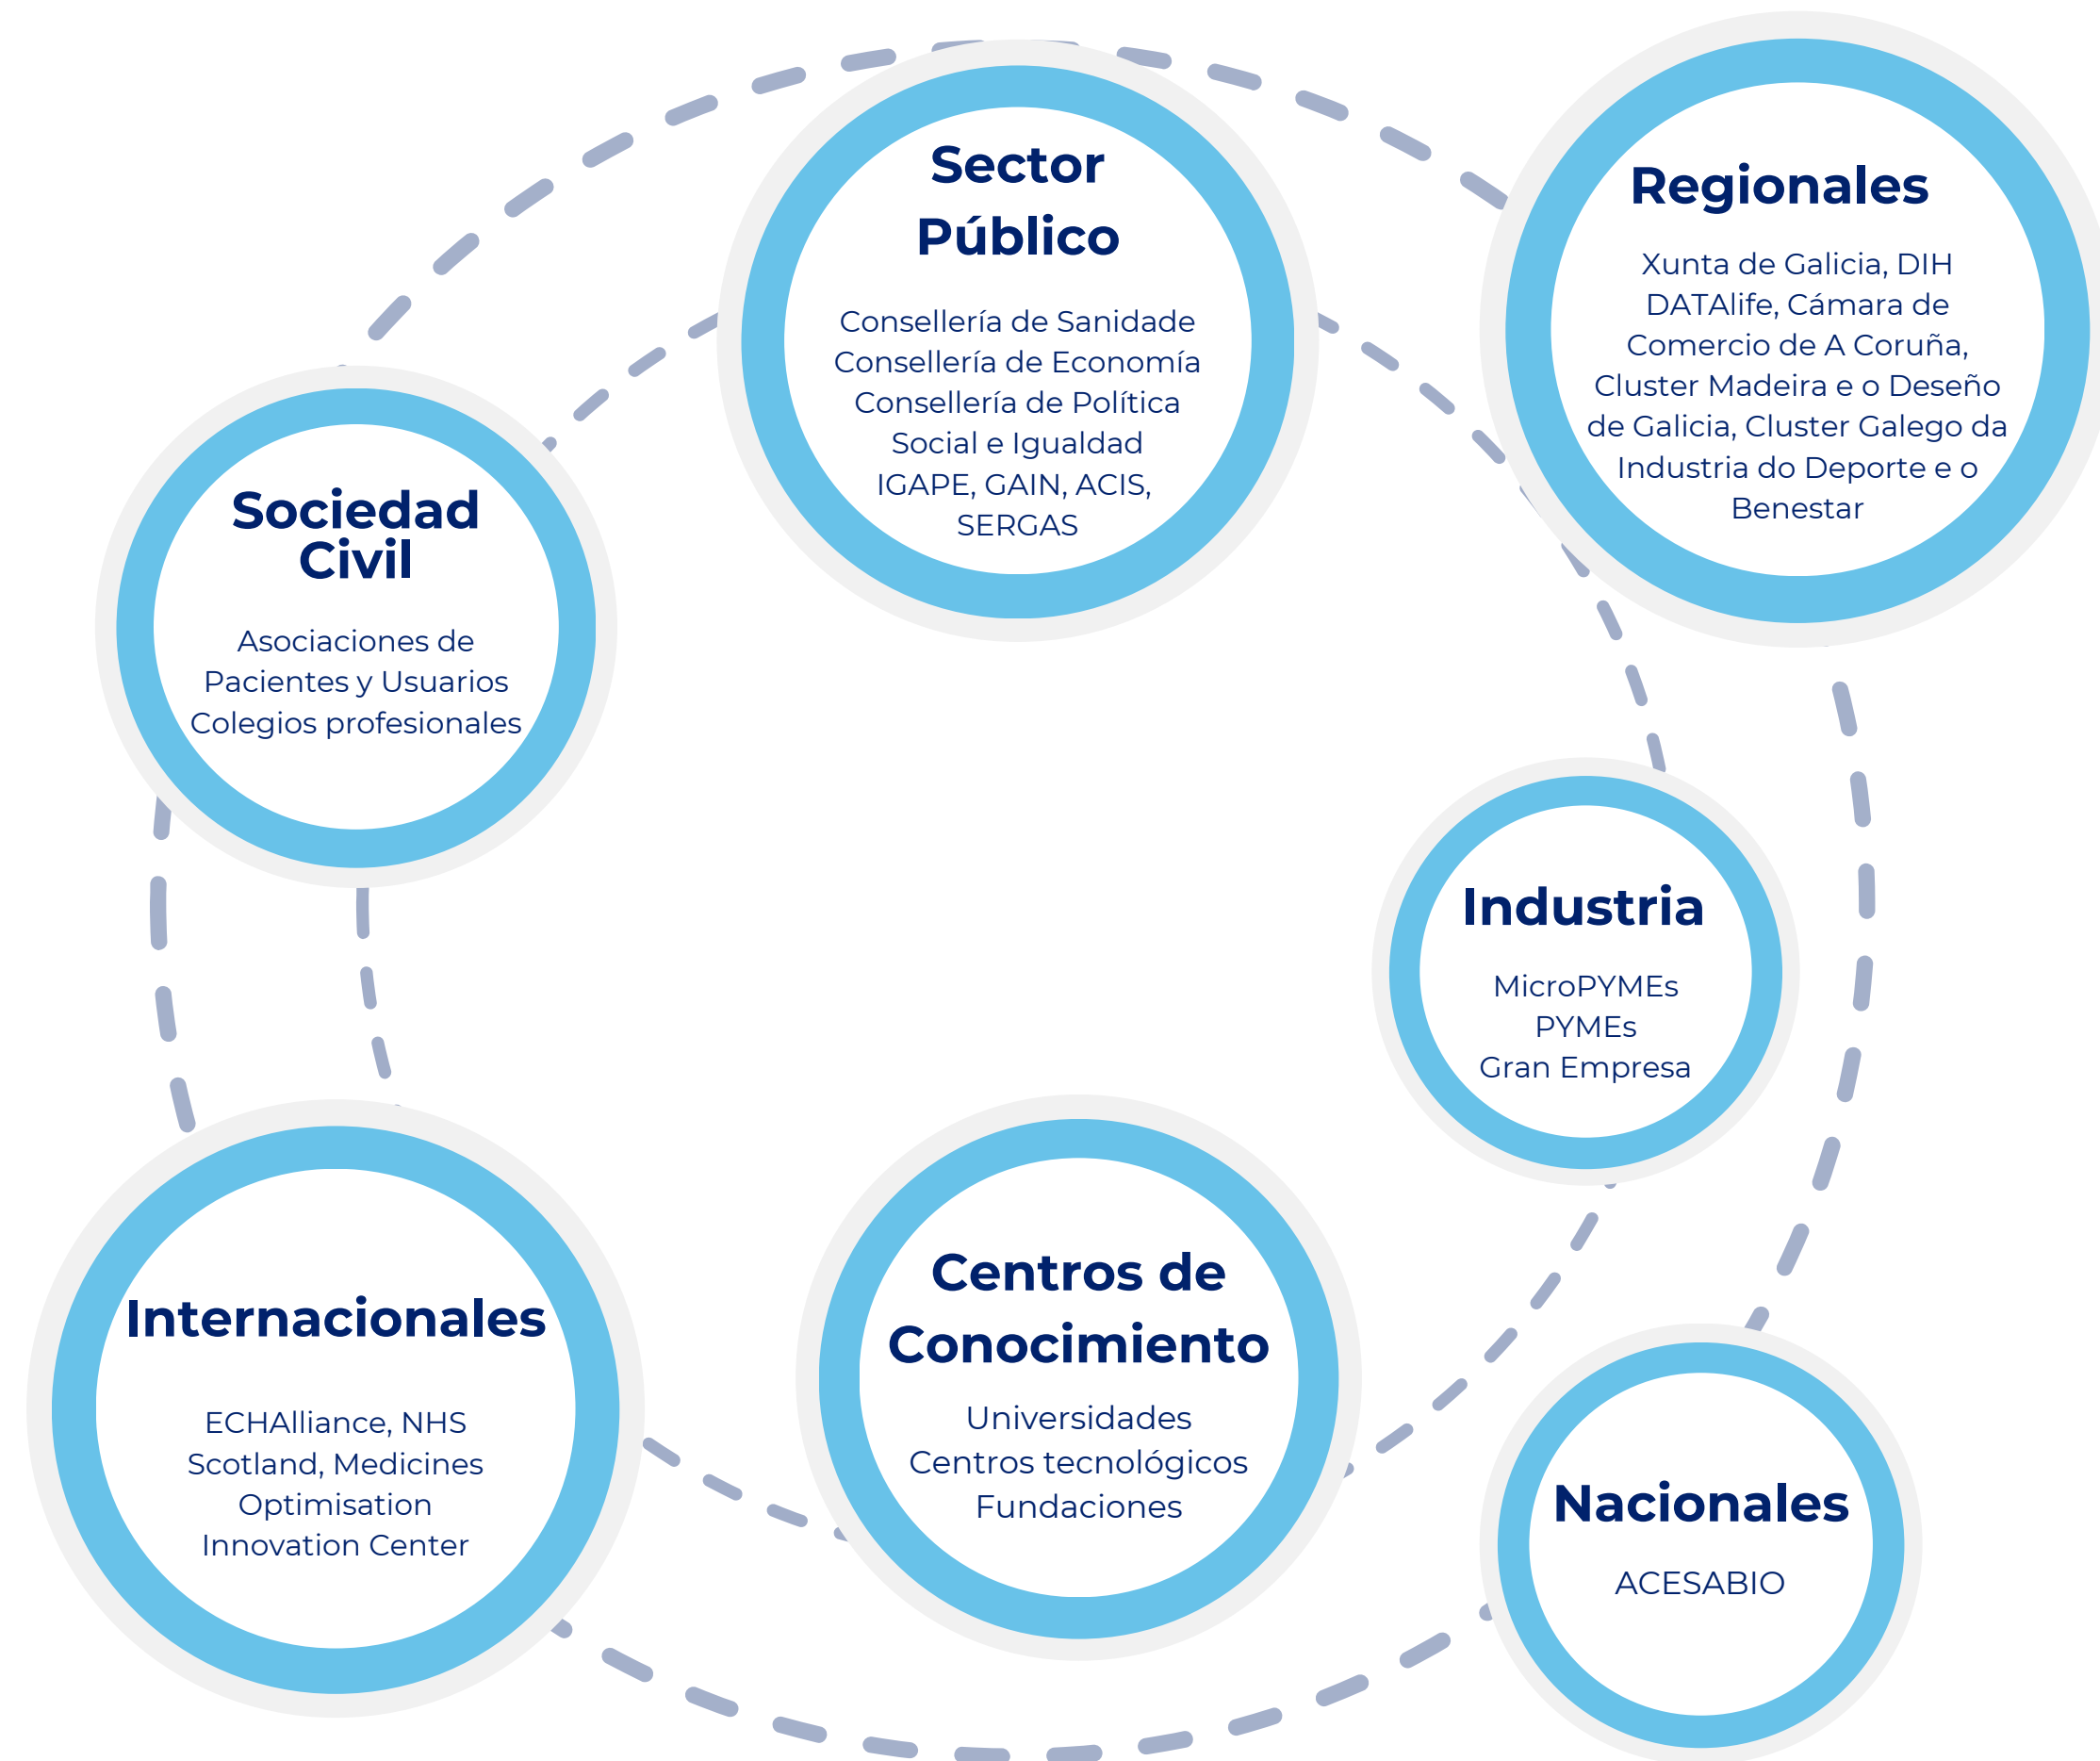 Sector
Público
Consellería de Sanidade
Consellería de Economía
Consellería de Política
Social e Igualdad
IGAPE, GAIN, ACIS,
SERGAS
Regionales
Xunta de Galicia, DIH
DATAlife, Cámara de
Comercio de A Coruña,
Cluster Madeira e o Deseño
de Galicia, Cluster Galego da
Industria do Deporte e o
Benestar
Sociedad
Civil
Asociaciones de
Pacientes y Usuarios
Colegios profesionales
Industria
MicroPYMEs
PYMEs
Gran Empresa
Internacionales
ECHAlliance, NHS
Scotland, Medicines
Optimisation
Innovation Center
Centros de
Conocimiento
Universidades
Centros tecnológicos
Fundaciones
Nacionales
ACESABIO